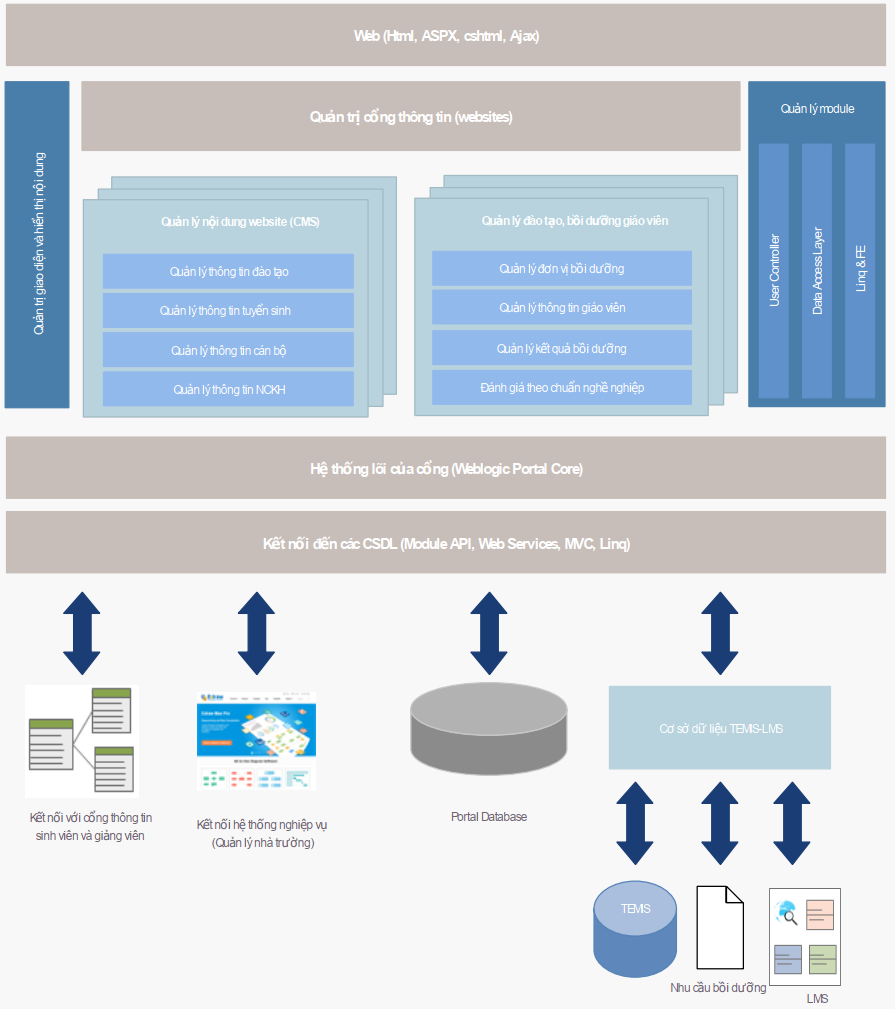 Web (Html, ASPX, cshtml, Ajax)
Quản trị giao diện và hiển thị nội dung
Quản trị cổng thông tin (websites)
Quản lý nội dung website (CMS)
Quản lý thông tin đào tạo
Quản lý thông tin tuyển sinh
Quản lý thông tin cán bộ
Quản lý thông tin NCKH
Quản lý đào tạo, bồi dưỡng giáo viên
Quản lý đơn vị bồi dưỡng
Quản lý thông tin giáo viên
Quản lý kết quả bồi dưỡng
Đánh giá theo chuẩn nghề nghiệp
Quản lý module
User Controller
Data Access Layer
Linq & FE
Hệ thống lõi của cổng (Weblogic Portal Core)
Kết nối đến các CSDL (Module API, Web Services, MVC, Linq)
Kết nối với cổng thông tin
sinh viên và giảng viên
Kết nối hệ thống nghiệp vụ
(Quản lý nhà trường)
Portal Database
Cơ sở dữ liệu TEMIS-LMS
TEMIS
Nhu cầu bồi dưỡng
LMS